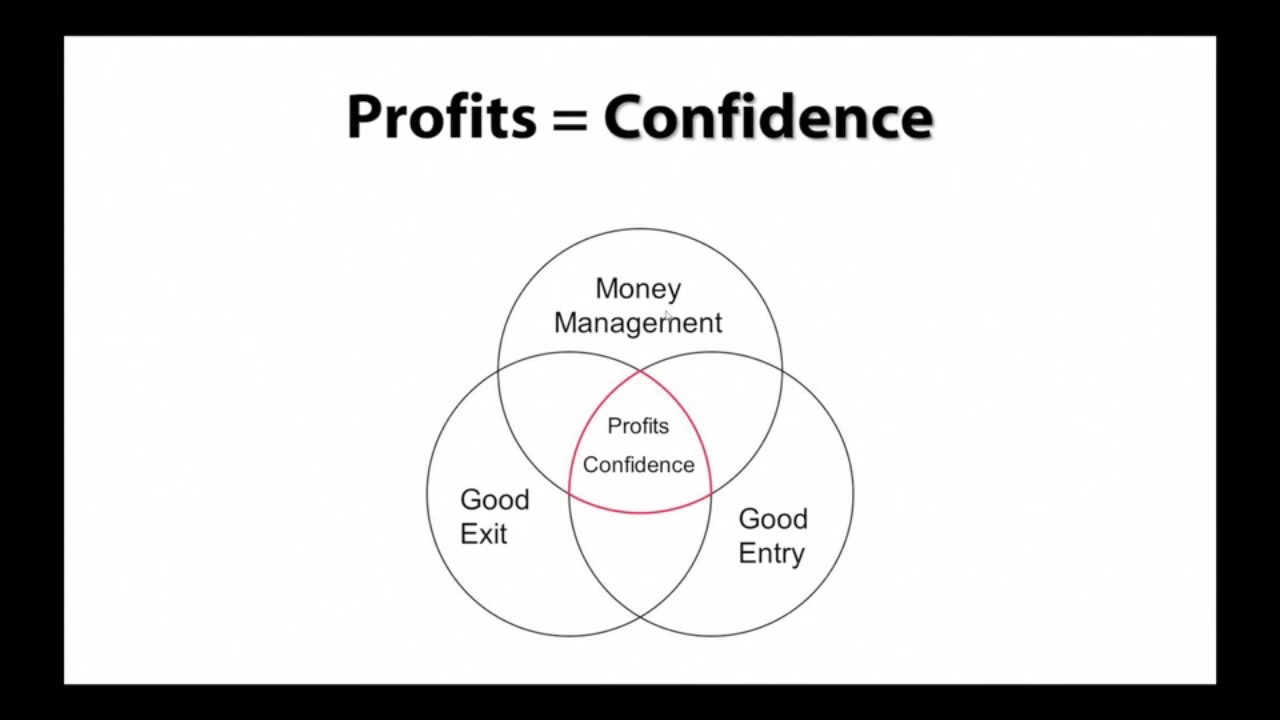 Profits = Confidence
Money
Management
Profits
Confidence
Good
Exit
Good
Entry